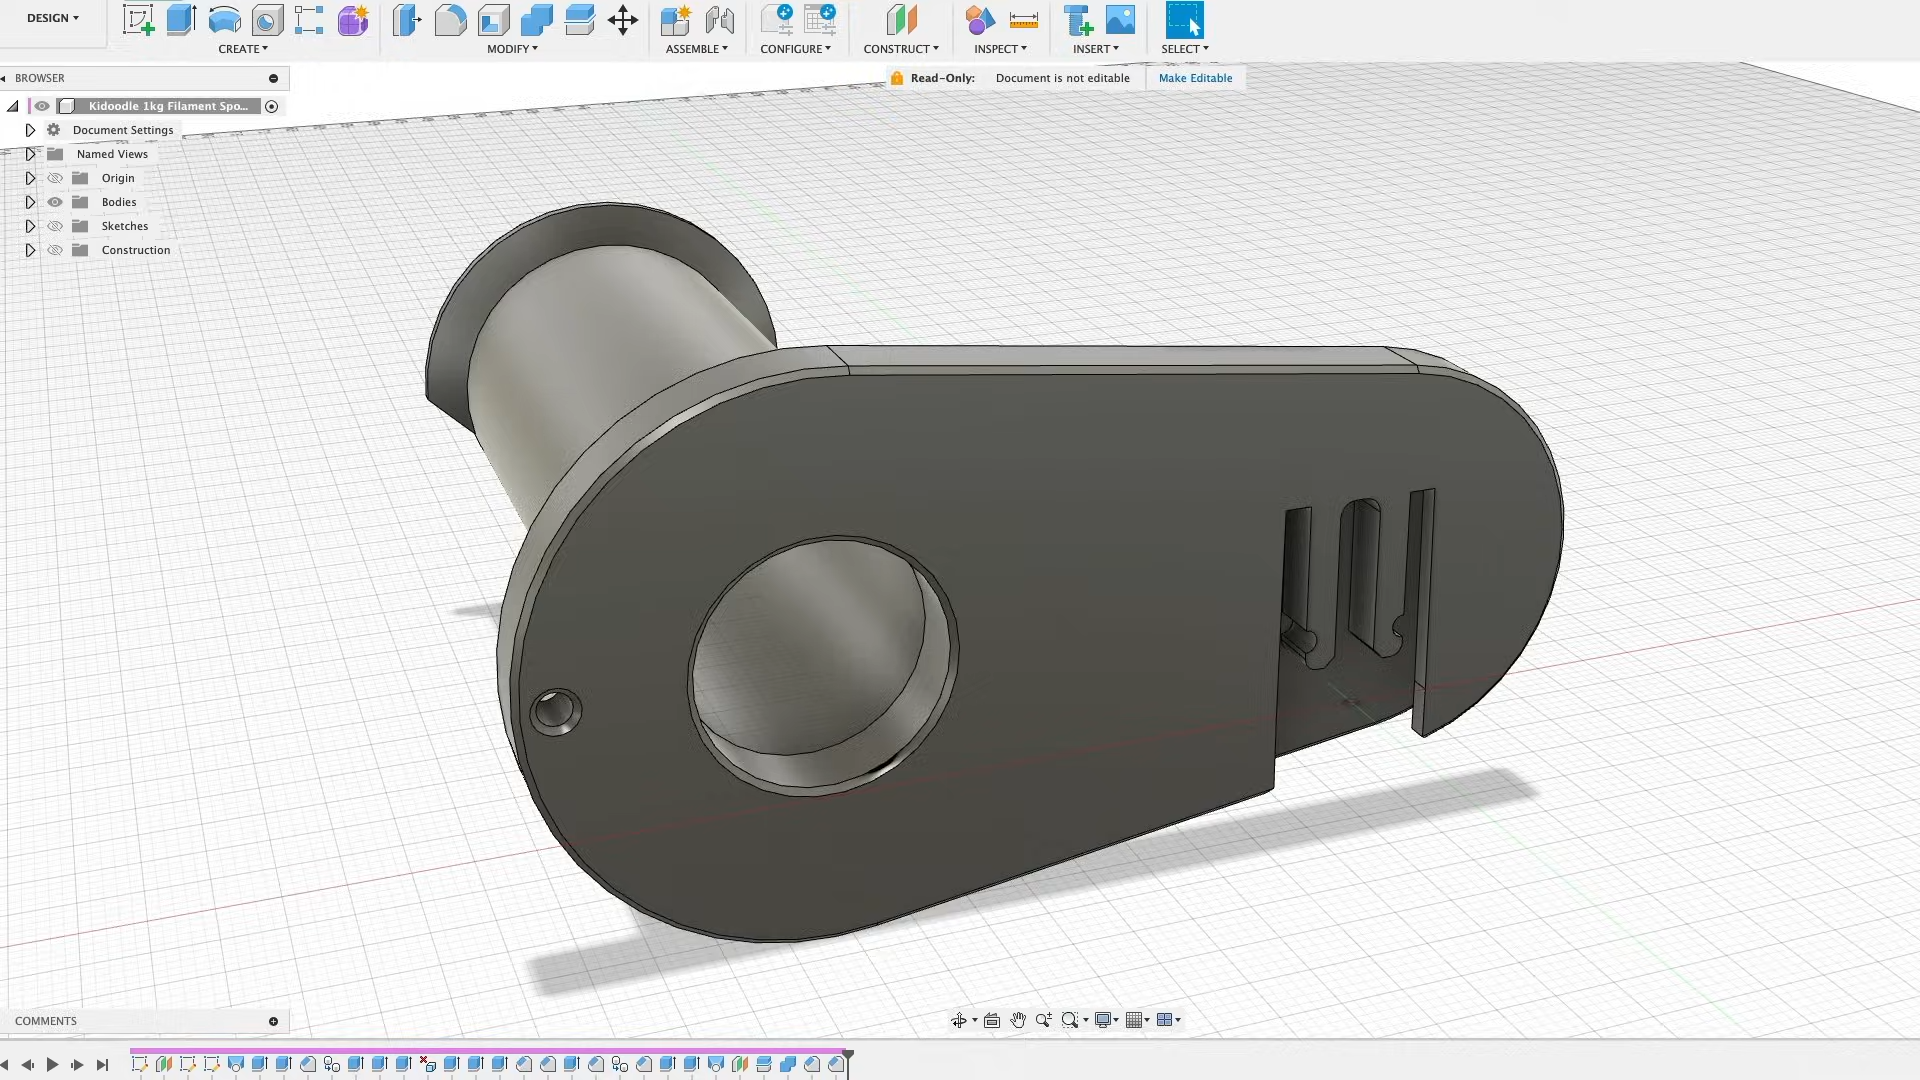 DESIGN
CREATE
MODIFY
ASSEMBLE
CONFIGURE
CONSTRUCT
INSPECT
INSERT
SELECT
BROWSER
Read-Only: Document is not editable Make Editable
Kidoodle 1kg Filament Spo...
Document Settings
Named Views
Origin
Bodies
Sketches
Construction
COMMENTS